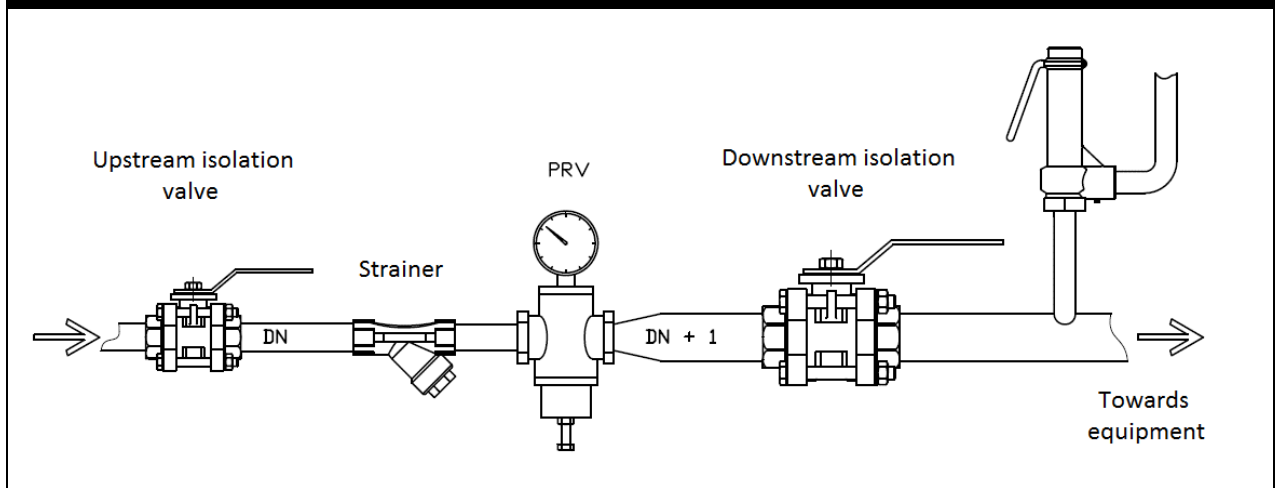 Upstream isolation
valve
Strainer
PRV
Downstream isolation
valve
DN
DN + 1
Towards
equipment